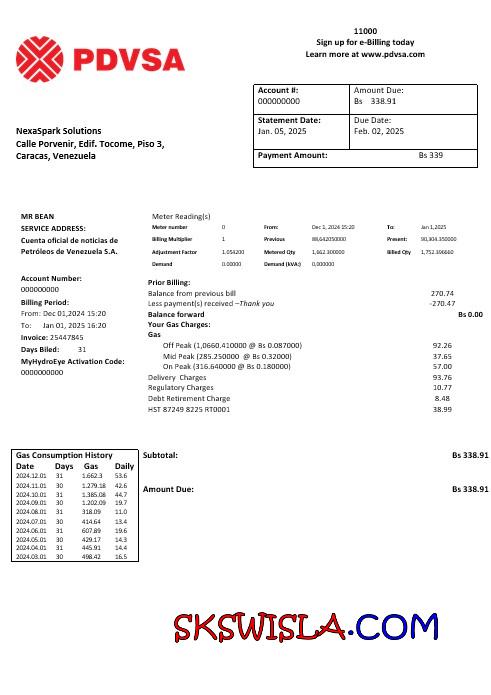 11000
Sign up for e-Billing today
Learn more at www.pdvsa.com
PDVSA
Account #:
000000000
Amount Due:
Bs 338.91
Statement Date:
Jan. 05, 2025
Due Date:
Feb. 02, 2025
Payment Amount: Bs 339
NexaSpark Solutions
Calle Porvenir, Edif. Tocome, Piso 3,
Caracas, Venezuela
MR BEAN
SERVICE ADDRESS:
Cuenta oficial de noticias de
Petróleos de Venezuela S.A.
Account Number:
000000000
Billing Period:
From: Dec 01,2024 15:20
To: Jan 01, 2025 16:20
Invoice: 25447845
Days Biled: 31
MyHydroEye Activation Code:
0000000000
Meter Reading(s)
Meter number 0 From: Dec 1, 2024 15:20 To: Jan 1,2025
Billing Multiplier 1 Previous 88,642050000 Present: 90,304.350000
Adjustment Factor 1.054200 Metered Qty 1,662.300000 Billed Qty 1,752.396660
Demand 0.00000 Demand (kVA): 0,000000
Prior Billing:
Balance from previous bill 270.74
Less payment(s) received –Thank you -270.47
Balance forward Bs 0.00
Your Gas Charges:
Gas
Off Peak (1,0660.410000 @ Bs 0.087000) 92.26
Mid Peak (285.250000 @ Bs 0.32000) 37.65
On Peak (316.640000 @ Bs 0.180000) 57.00
Delivery Charges 93.76
Regulatory Charges 10.77
Debt Retirement Charge 8.48
HST 87249 8225 RT0001 38.99
Gas Consumption History
Date Days Gas Daily
2024.12.01 31 1.662.3 53.6
2024.11.01 30 1.279.18 42.6
2024.10.01 31 1,385.08 44.7
2024.09.01 30 1.202.09 19.7
2024.08.01 31 318.09 11.0
2024.07.01 30 414.64 13.4
2024.06.01 31 607.89 19.6
2024.05.01 30 429.17 14.3
2024.04.01 31 445.91 14.4
2024.03.01 30 498.42 16.5
Subtotal: Bs 338.91
Amount Due: Bs 338.91
SKSWISLA.COM